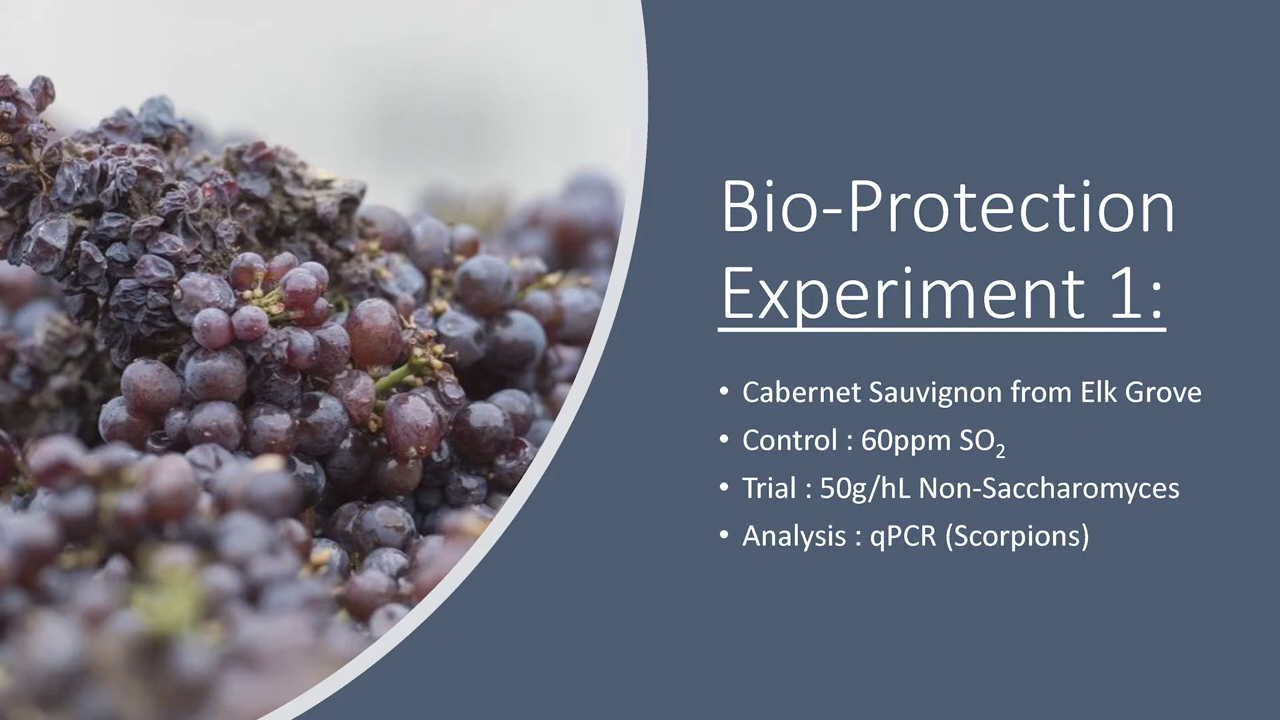 Bio-Protection
Experiment 1:
• Cabernet Sauvignon from Elk Grove
• Control : 60ppm SO₂
• Trial : 50g/hL Non-Saccharomyces
• Analysis : qPCR (Scorpions)